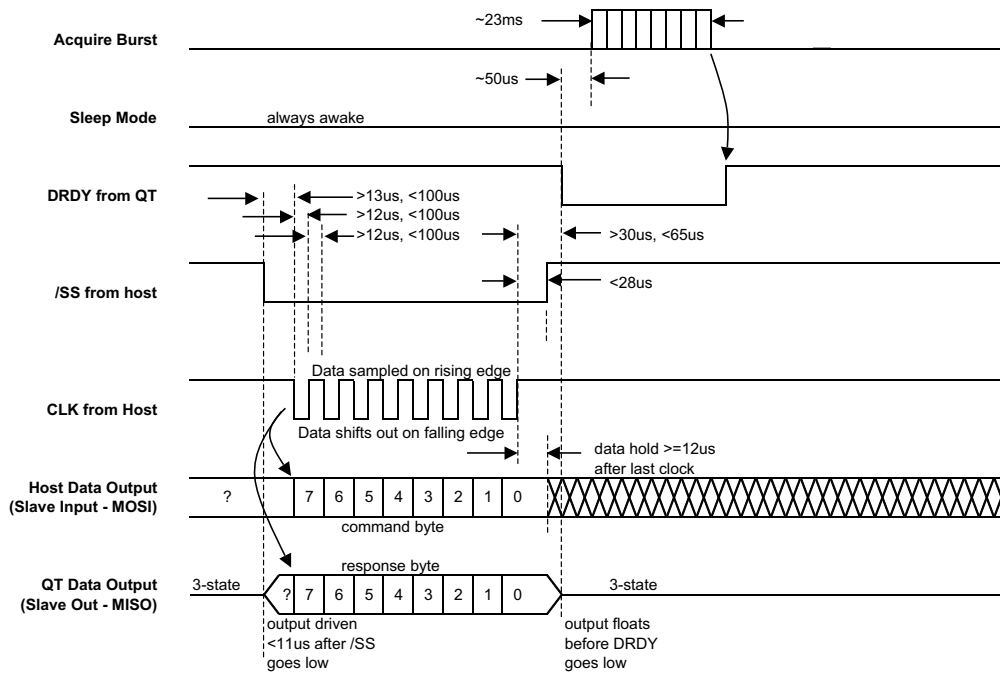 ~23ms
Acquire Burst
~50us
Sleep Mode
always awake
DRDY from QT
>13us, <100us
>12us, <100us
>12us, <100us
>30us, <65us
/SS from host
<28us
Data sampled on rising edge
CLK from Host
Data shifts out on falling edge
data hold >=12us
after last clock
Host Data Output
(Slave Input - MOSI)
? 7 6 5 4 3 2 1 0
command byte
response byte
QT Data Output
(Slave Out - MISO)
3-state ? 7 6 5 4 3 2 1 0 3-state
output driven
<11us after /SS
goes low
output floats
before DRDY
goes low